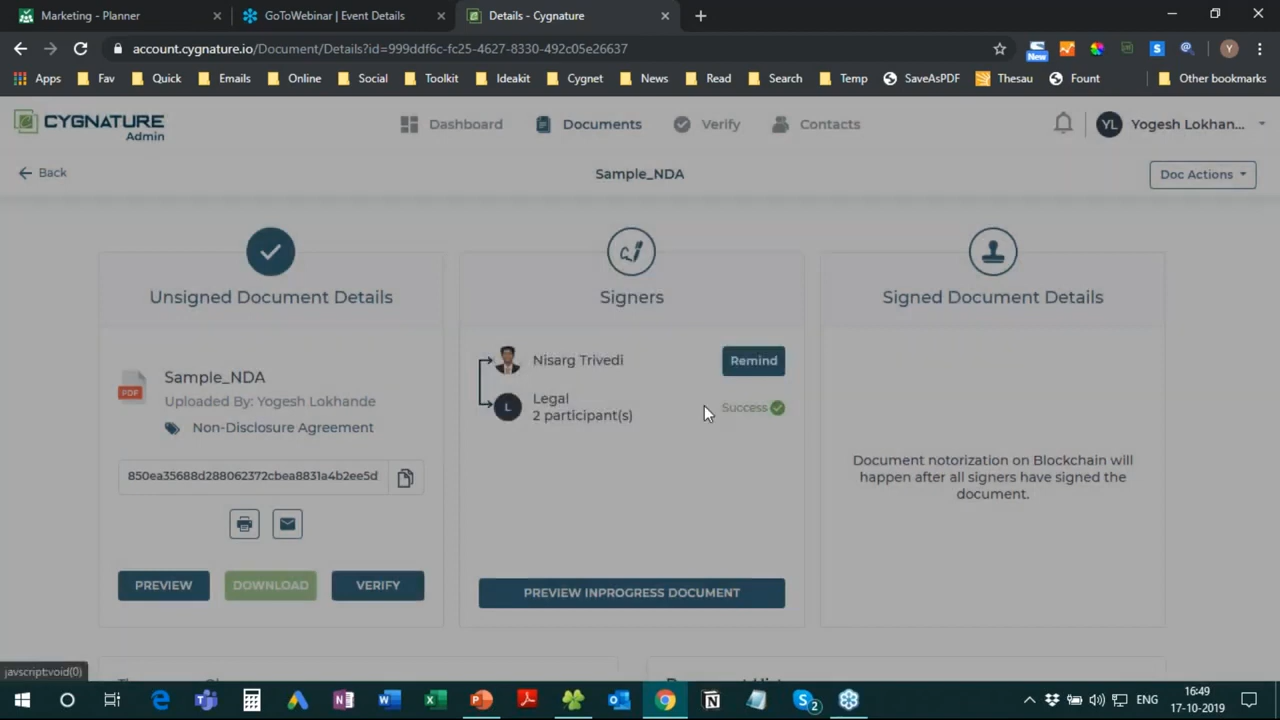 Marketing - Planner
GoToWebinar | Event Details
Details - Cygnature
account.cygnature.io/Document/Details?id=999ddf6c-fc25-4627-8330-492c05e26637
New
S
Y
Apps
Fav
Quick
Emails
Online
Social
Toolkit
Ideakit
Cygnet
News
Read
Search
Temp
SaveAsPDF
Thesau
Fount
Other bookmarks
CYGNATURE
Admin
Dashboard
Documents
Verify
Contacts
YL
Yogesh Lokhan...
Back
Sample_NDA
Doc Actions
Unsigned Document Details
Signers
Signed Document Details
PDF
Sample_NDA
Uploaded By: Yogesh Lokhande
Non-Disclosure Agreement
850ea35688d288062372cbea8831a4b2ee5d
PREVIEW
DOWNLOAD
VERIFY
Nisarg Trivedi
Remind
L
Legal
2 participant(s)
Success
PREVIEW INPROGRESS DOCUMENT
Document notorization on Blockchain will
happen after all signers have signed the
document.
javscript:void(0)
2
ENG
16:49
17-10-2019